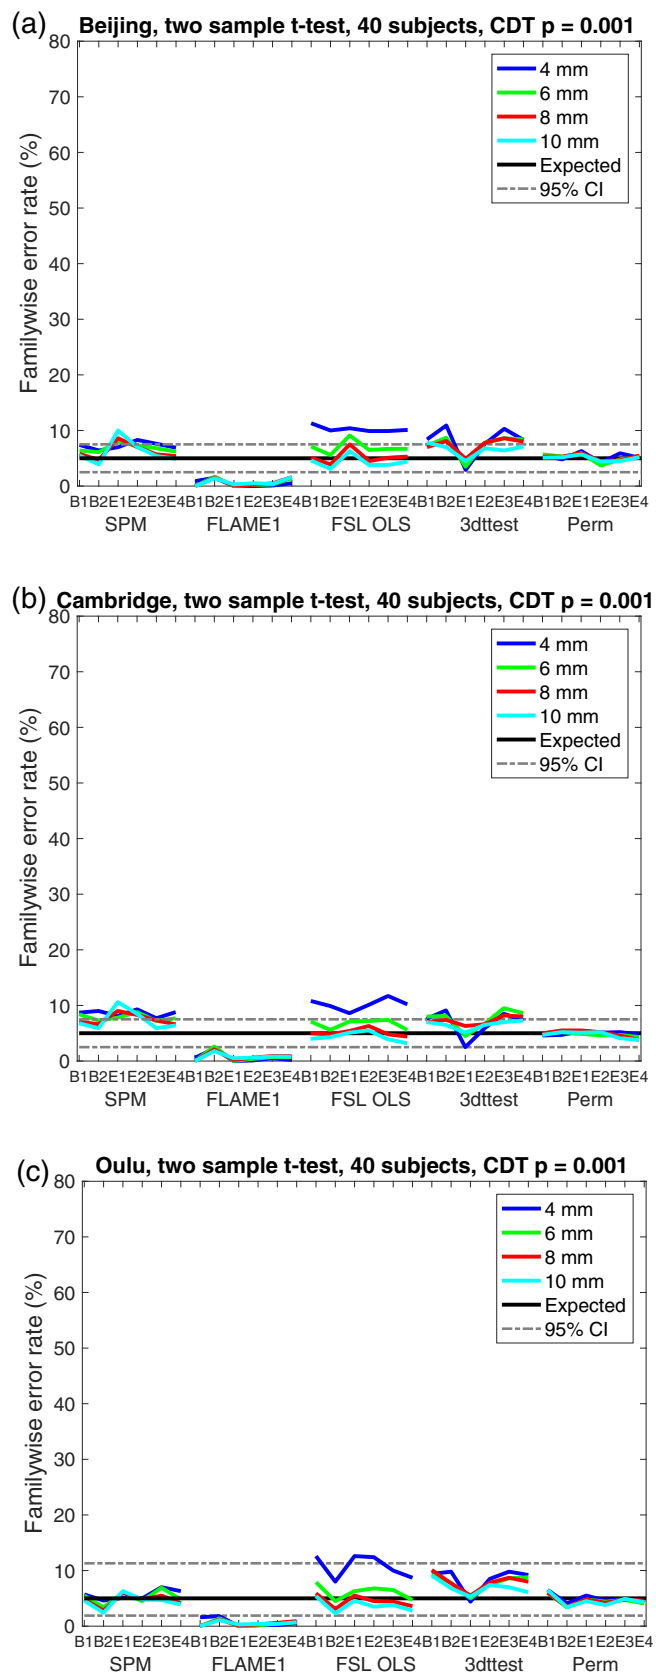 (a) Beijing, two sample t-test, 40 subjects, CDT p = 0.001
80
4 mm
6 mm
70
8 mm
10 mm
Expected
60
95% CI
50
Familywise error rate (%)
40
30
20
10
0
B1B2E1E2E3E4B1B2E1E2E3E4B1B2E1E2E3E4B1B2E1E2E3E4B1B2E1E2E3E4
SPM FLAME1 FSL OLS 3dttest Perm
(b) Cambridge, two sample t-test, 40 subjects, CDT p = 0.001
80
4 mm
6 mm
70
8 mm
10 mm
Expected
60
95% CI
50
Familywise error rate (%)
40
30
20
10
0
B1B2E1E2E3E4B1B2E1E2E3E4B1B2E1E2E3E4B1B2E1E2E3E4B1B2E1E2E3E4
SPM FLAME1 FSL OLS 3dttest Perm
(c) Oulu, two sample t-test, 40 subjects, CDT p = 0.001
80
4 mm
6 mm
70
8 mm
10 mm
Expected
60
95% CI
50
Familywise error rate (%)
40
30
20
10
0
B1B2E1E2E3E4B1B2E1E2E3E4B1B2E1E2E3E4B1B2E1E2E3E4B1B2E1E2E3E4
SPM FLAME1 FSL OLS 3dttest Perm